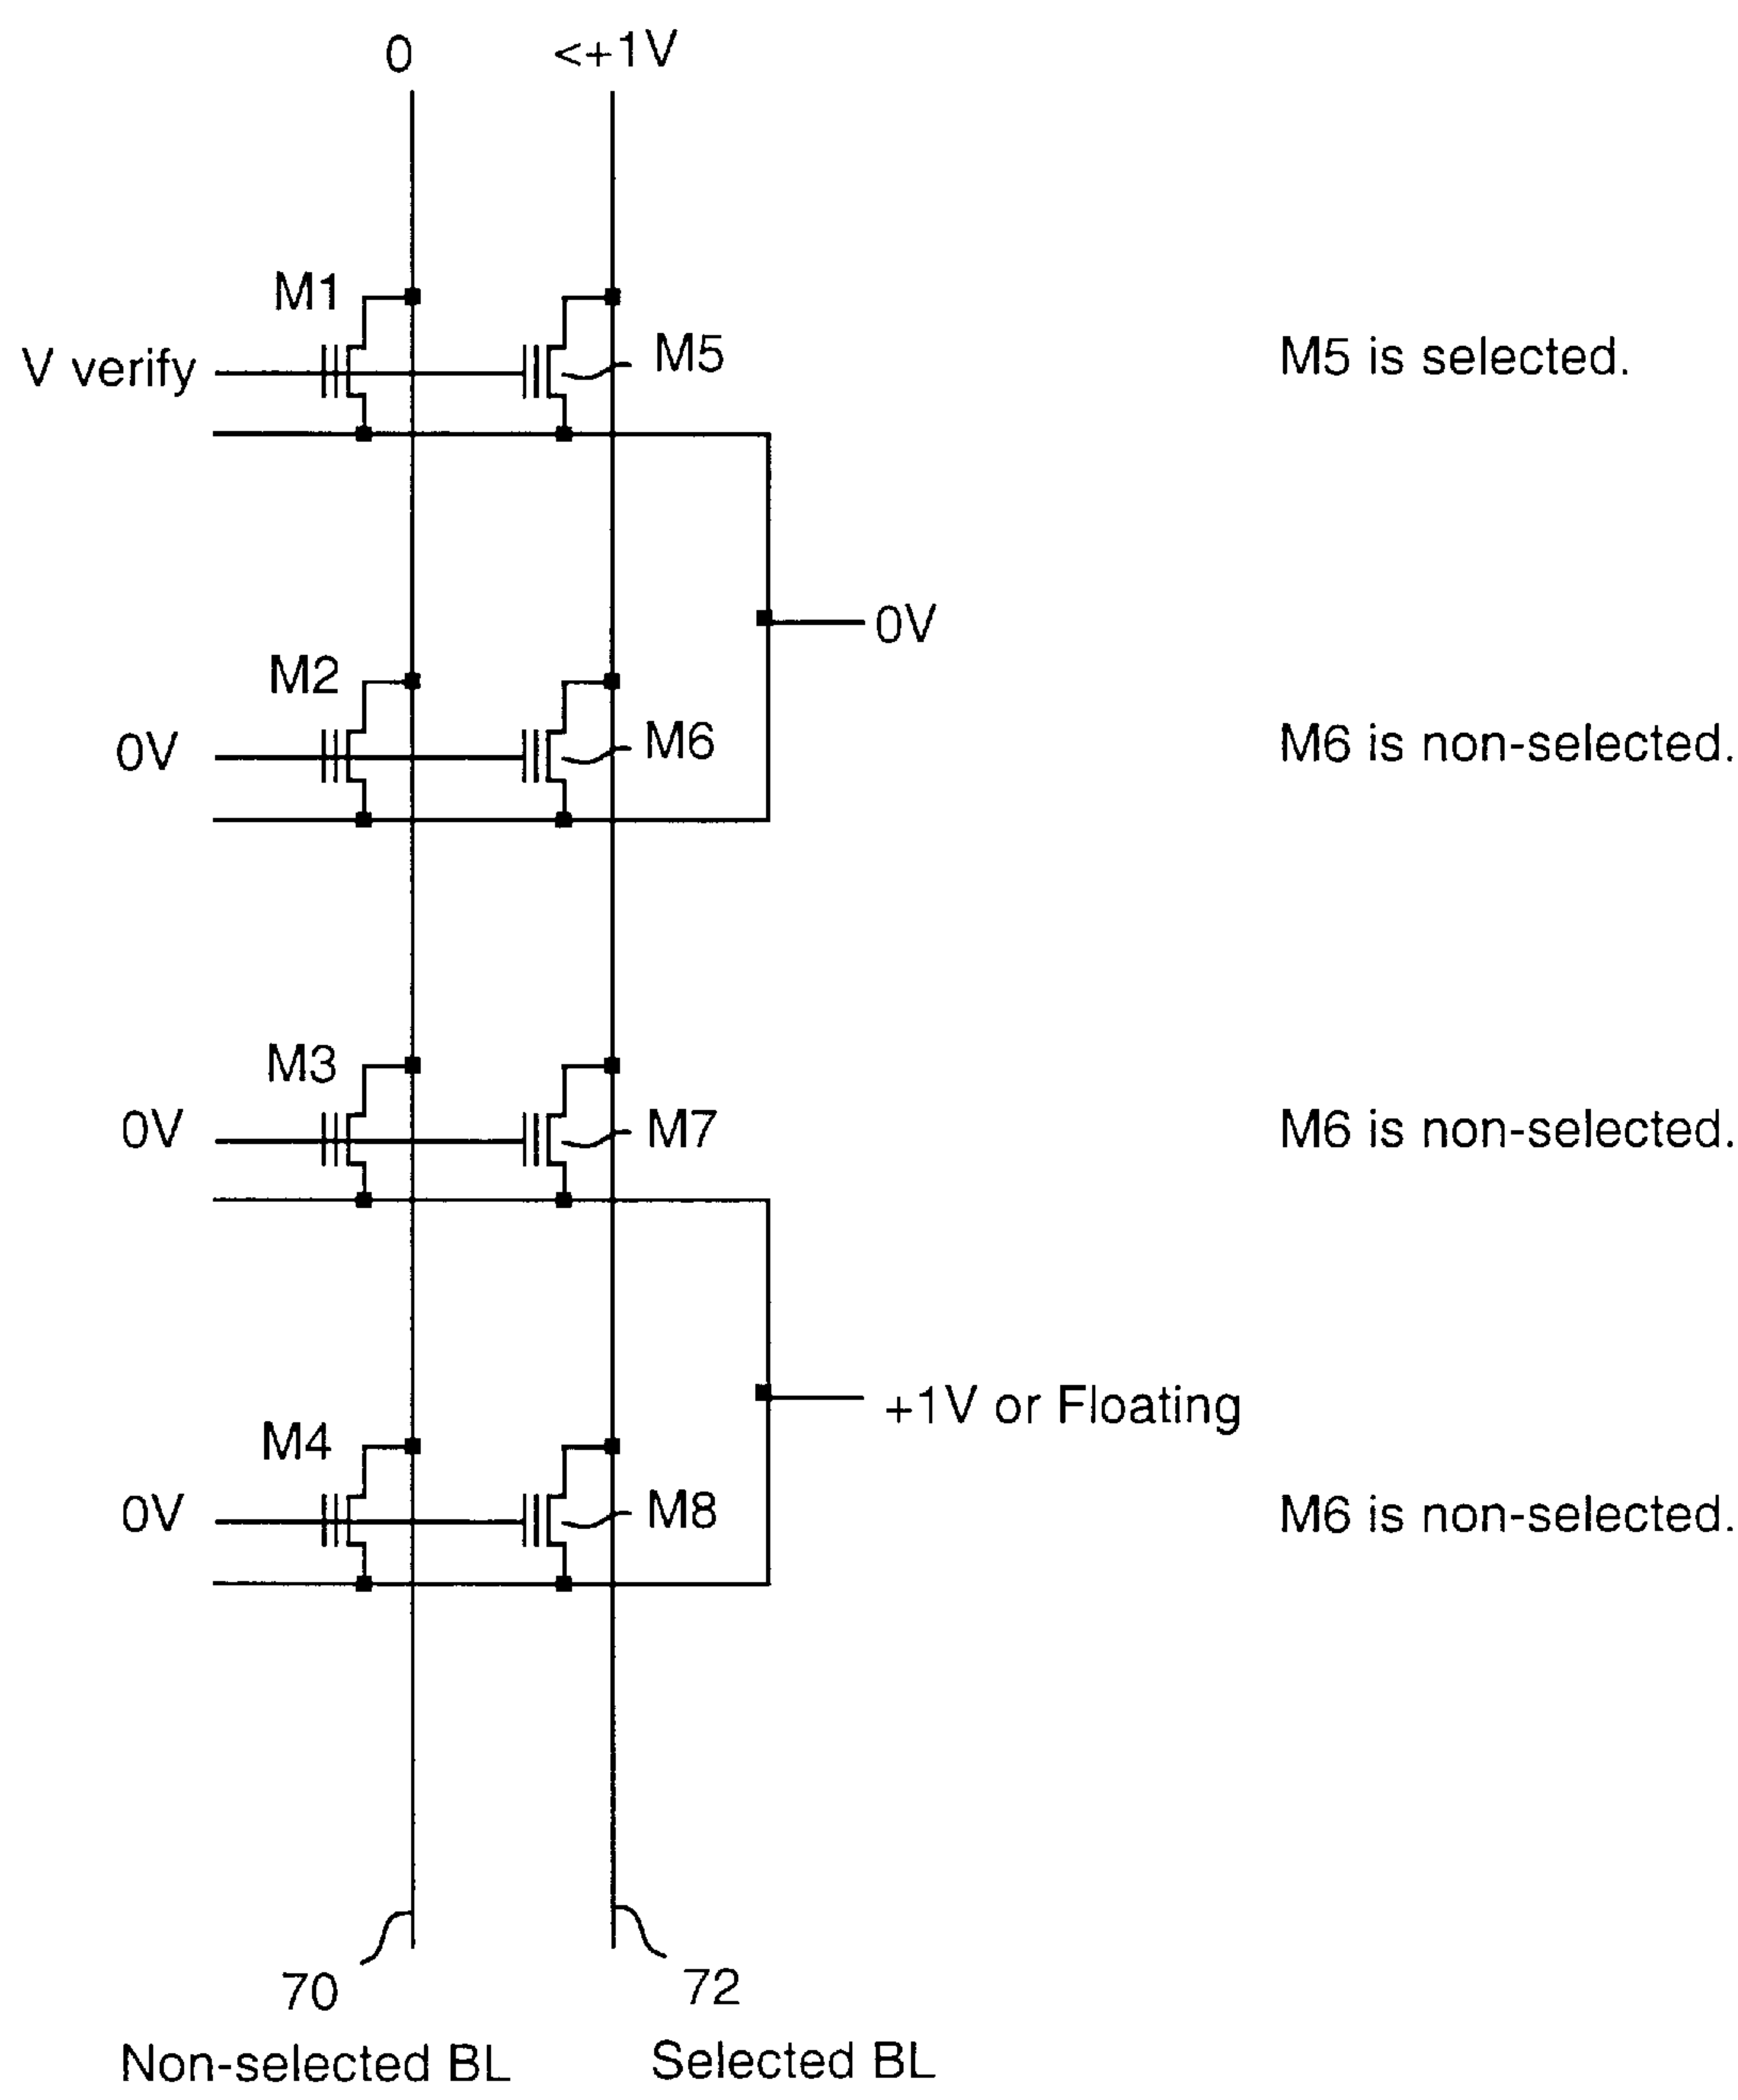 0 <+1V
M1
V verify M5 M5 is selected.
0V
M2
0V M6 M6 is non-selected.
M3
0V M7 M6 is non-selected.
+1V or Floating
M4
0V M8 M6 is non-selected.
70 72
Non-selected BL Selected BL